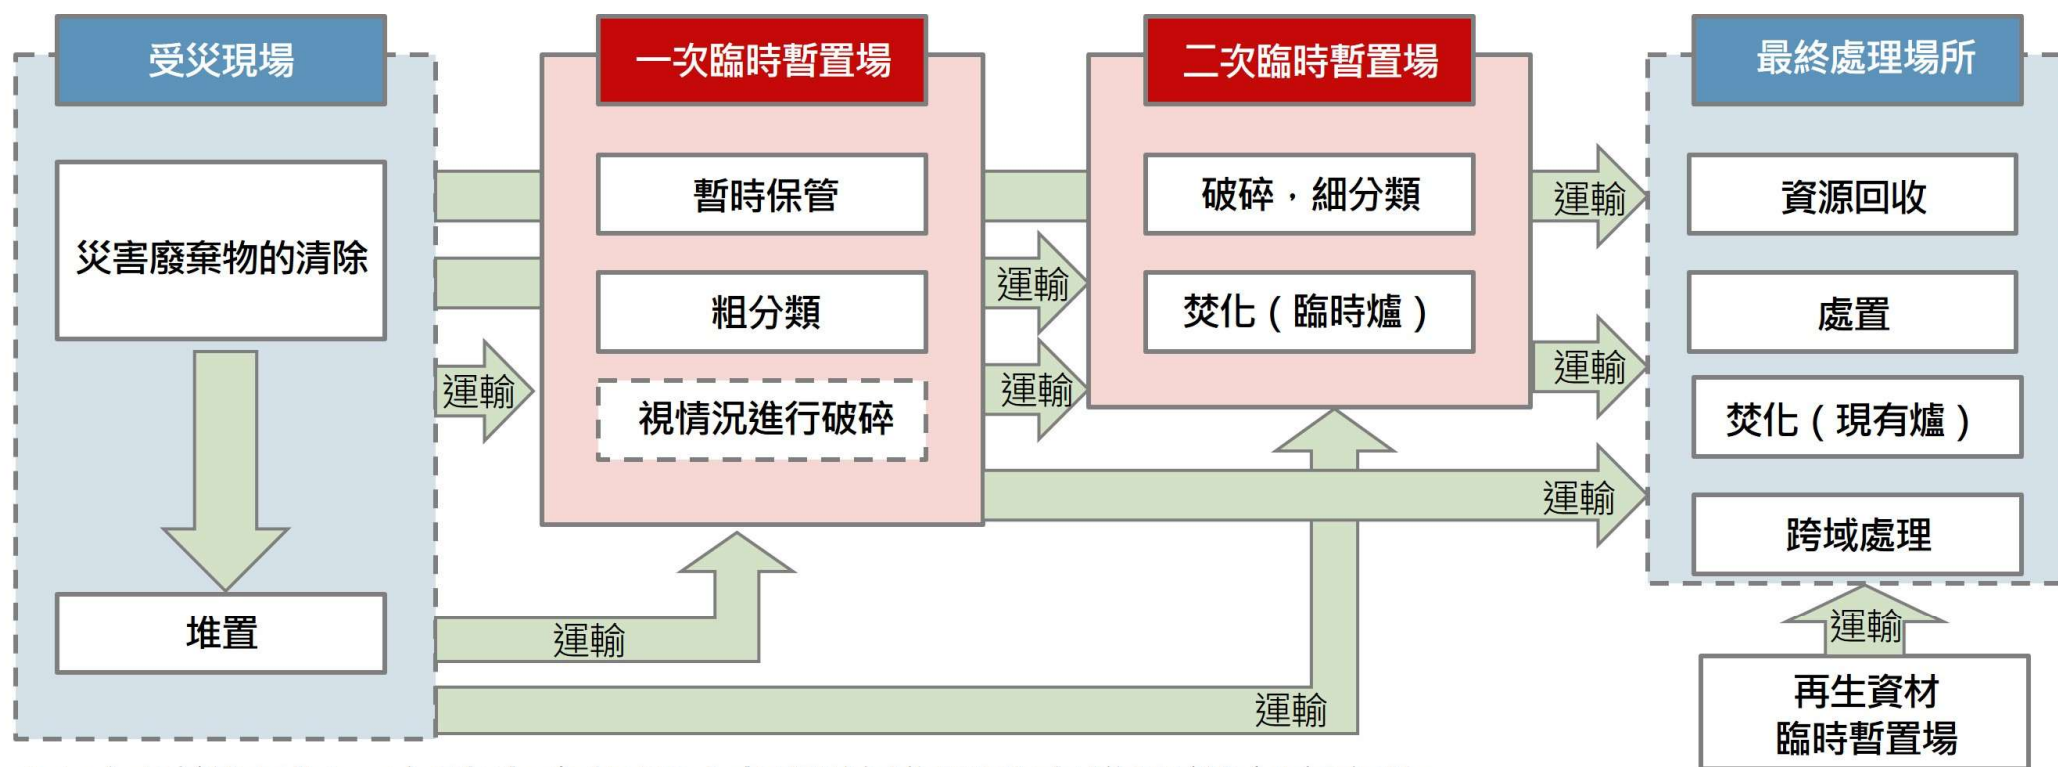 受災現場
災害廢棄物的清除
堆置
運輸
運輸
運輸
一次臨時暫置場
暫時保管
粗分類
視情況進行破碎
運輸
運輸
運輸
二次臨時暫置場
破碎，細分類
焚化（臨時爐）
運輸
運輸
最終處理場所
資源回收
處置
焚化（現有爐）
跨域處理
運輸
再生資材
臨時暫置場